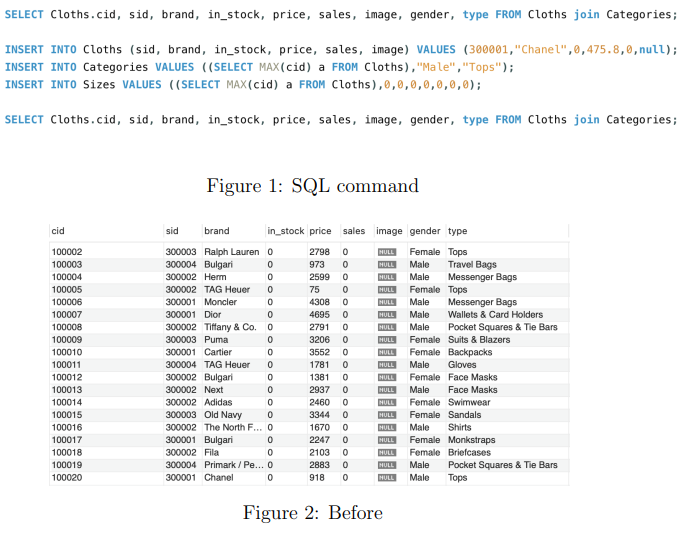 SELECT Cloths.cid, sid, brand, in_stock, price, sales, image, gender, type FROM Cloths join Categories;
INSERT INTO Cloths (sid, brand, in_stock, price, sales, image) VALUES (300001,"Chanel",0,475.8,0,null);
INSERT INTO Categories VALUES ((SELECT MAX(cid) a FROM Cloths),"Male","Tops");
INSERT INTO Sizes VALUES ((SELECT MAX(cid) a FROM Cloths),0,0,0,0,0,0,0);
SELECT Cloths.cid, sid, brand, in_stock, price, sales, image, gender, type FROM Cloths join Categories;
Figure 1: SQL command
cid sid brand in_stock price sales image gender type
100002 300003 Ralph Lauren 0 2798 0 NULL Female Tops
100003 300004 Bulgari 0 973 0 NULL Male Travel Bags
100004 300002 Herm 0 2599 0 NULL Male Messenger Bags
100005 300002 TAG Heuer 0 75 0 NULL Female Tops
100006 300001 Moncler 0 4308 0 NULL Male Messenger Bags
100007 300001 Dior 0 4695 0 NULL Male Wallets & Card Holders
100008 300002 Tiffany & Co. 0 2791 0 NULL Male Pocket Squares & Tie Bars
100009 300003 Puma 0 3206 0 NULL Female Suits & Blazers
100010 300001 Cartier 0 3552 0 NULL Female Backpacks
100011 300004 TAG Heuer 0 1781 0 NULL Male Gloves
100012 300002 Bulgari 0 1381 0 NULL Female Face Masks
100013 300002 Next 0 2937 0 NULL Male Face Masks
100014 300002 Adidas 0 2460 0 NULL Female Swimwear
100015 300003 Old Navy 0 3344 0 NULL Female Sandals
100016 300002 The North F... 0 1670 0 NULL Male Shirts
100017 300001 Bulgari 0 2247 0 NULL Female Monkstraps
100018 300002 Fila 0 2103 0 NULL Female Briefcases
100019 300004 Primark / Pe... 0 2883 0 NULL Male Pocket Squares & Tie Bars
100020 300001 Chanel 0 918 0 NULL Male Tops
Figure 2: Before